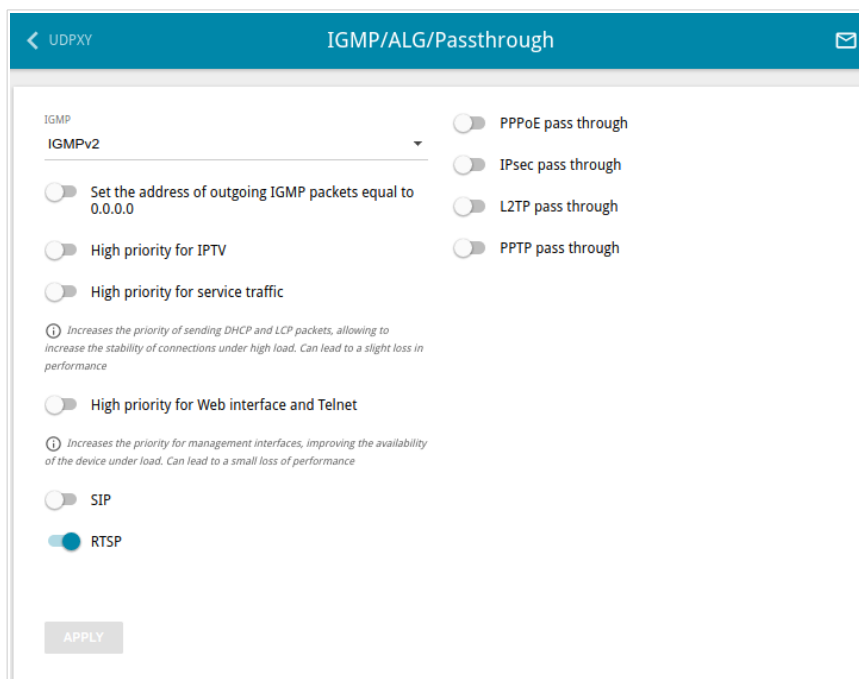 UDPXY
IGMP/ALG/Passthrough
IGMP
IGMPv2
Set the address of outgoing IGMP packets equal to
0.0.0.0
High priority for IPTV
High priority for service traffic
Increases the priority of sending DHCP and LCP packets, allowing to
increase the stability of connections under high load. Can lead to a slight loss in
performance
High priority for Web interface and Telnet
Increases the priority for management interfaces, improving the availability
of the device under load. Can lead to a small loss of performance
SIP
RTSP
APPLY
PPPoE pass through
IPsec pass through
L2TP pass through
PPTP pass through